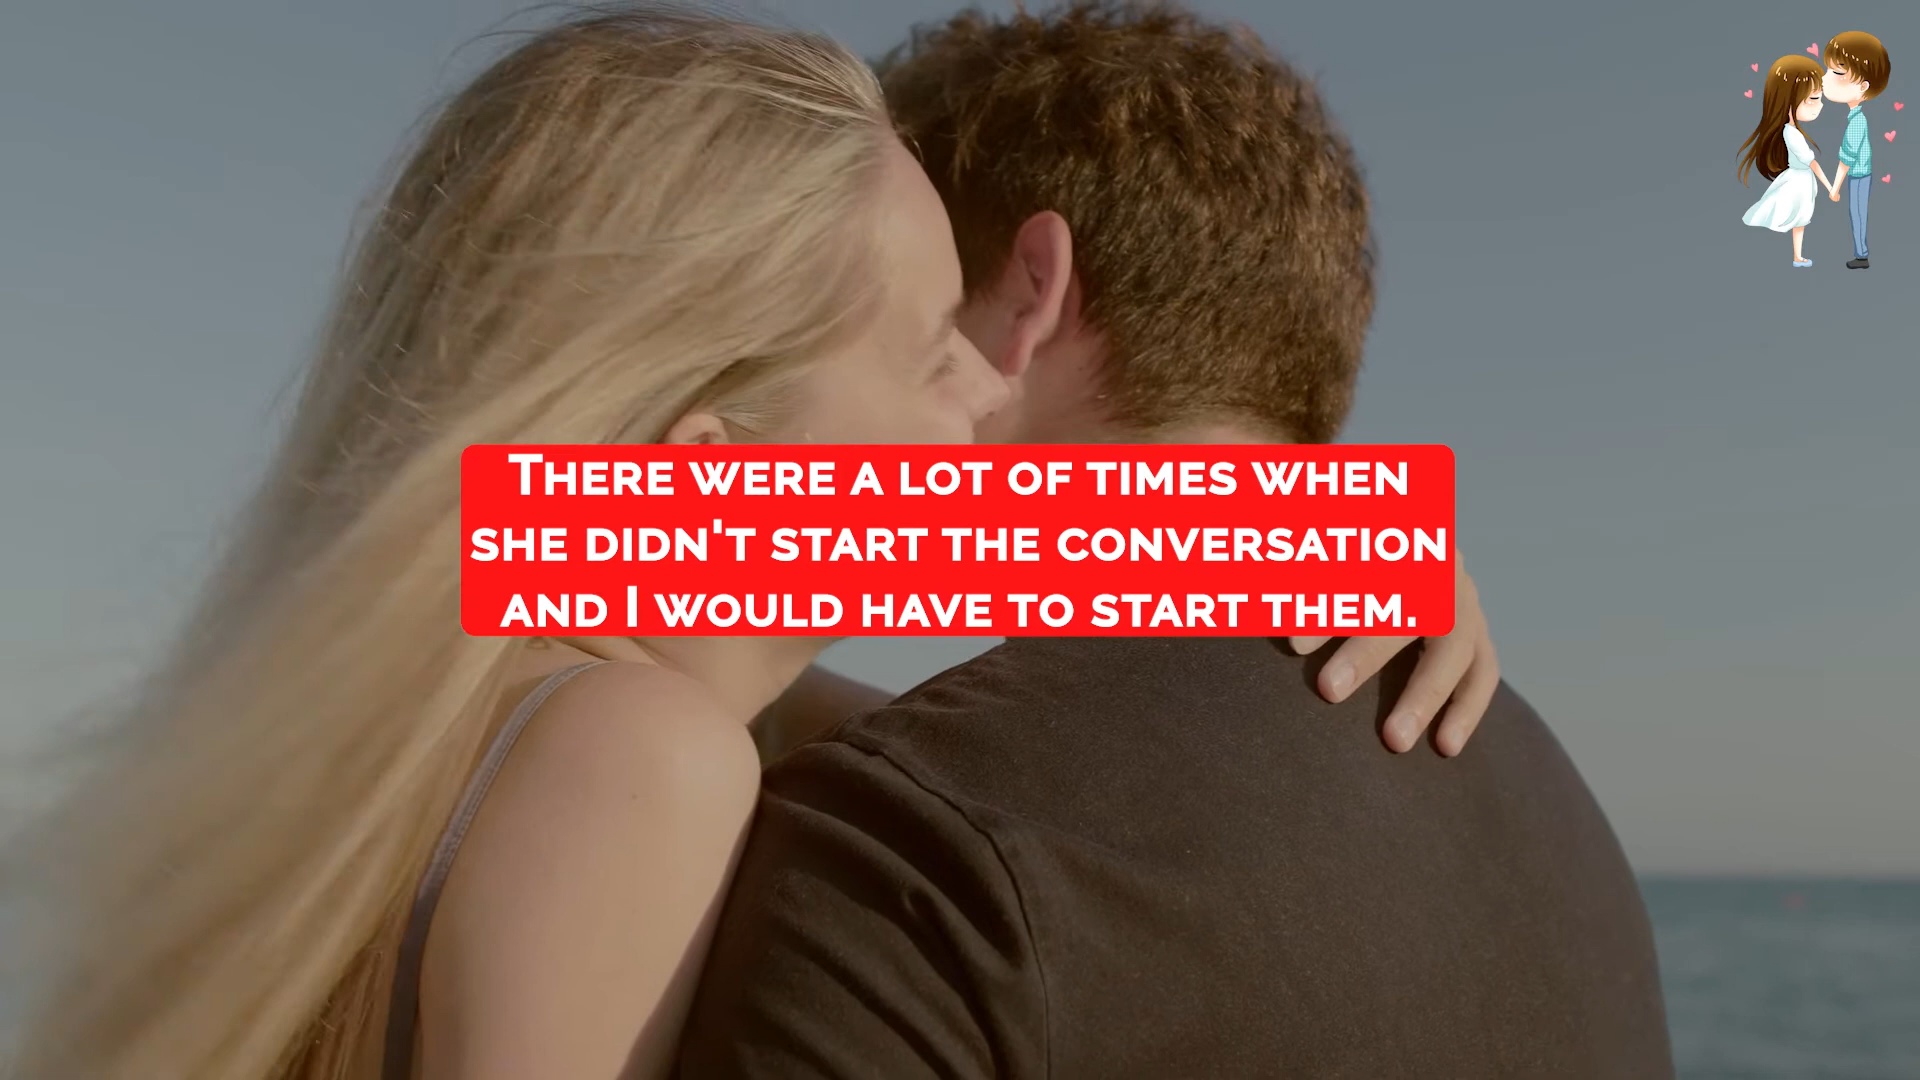 There were a lot of times when
she didn't start the conversation
and I would have to start them.